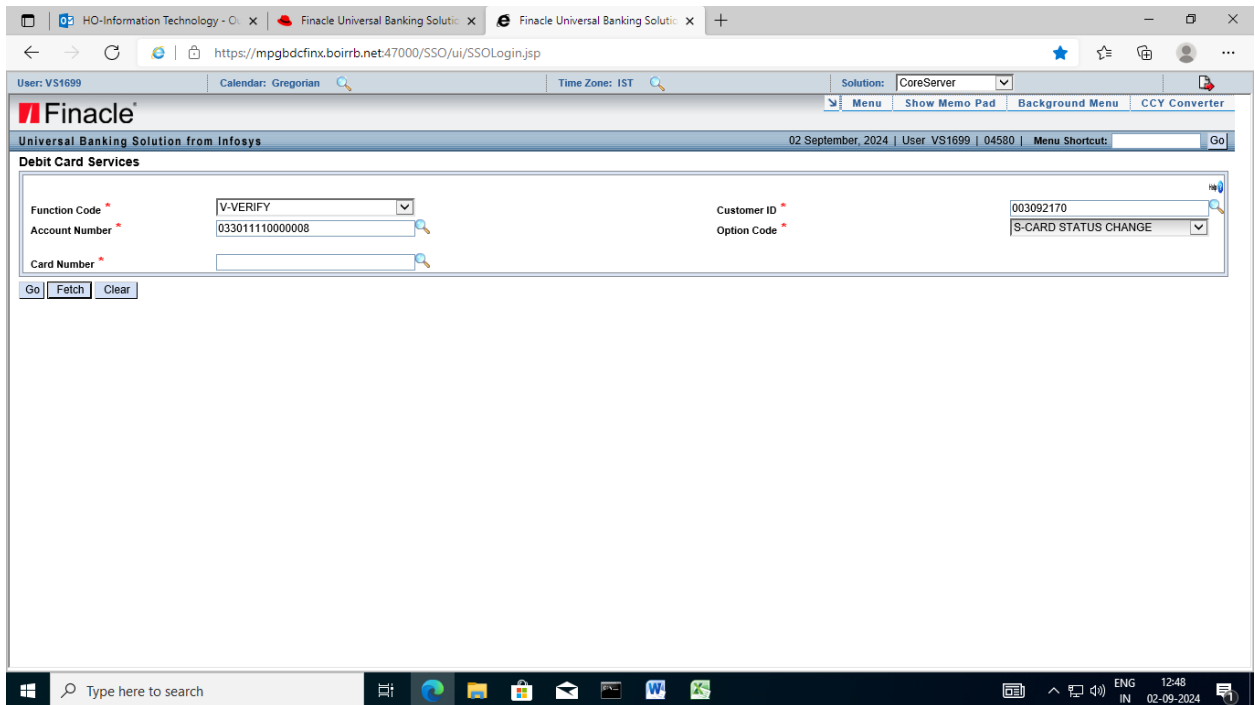 HO-Information Technology - Ou
Finacle Universal Banking Solutio
Finacle Universal Banking Solutio
https://mpgbdcfinx.boirrb.net:47000/SSO/ui/SSOLogin.jsp
User: VS1699 Calendar: Gregorian Time Zone: IST Solution: CoreServer
Finacle Menu Show Memo Pad Background Menu CCY Converter
Universal Banking Solution from Infosys 02 September, 2024 | User VS1699 | 04580 | Menu Shortcut: Go
Debit Card Services
Help
Function Code * V-VERIFY Customer ID * 003092170
Account Number * 033011110000008 Option Code * S-CARD STATUS CHANGE
Card Number *
Go Fetch Clear
Type here to search ENG 12:48
IN 02-09-2024